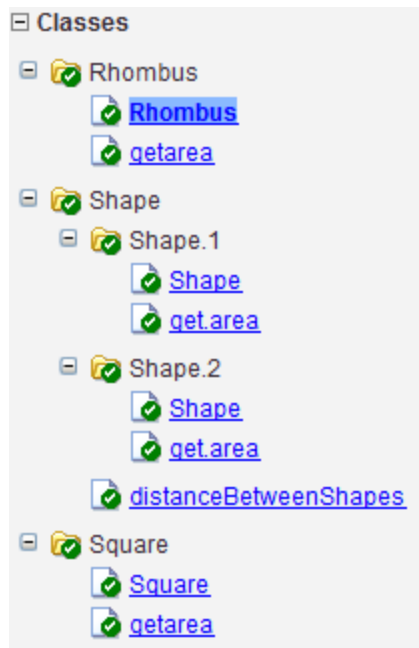 Classes
Rhombus
Rhombus
getarea
Shape
Shape.1
Shape
get.area
Shape.2
Shape
get.area
distanceBetweenShapes
Square
Square
getarea